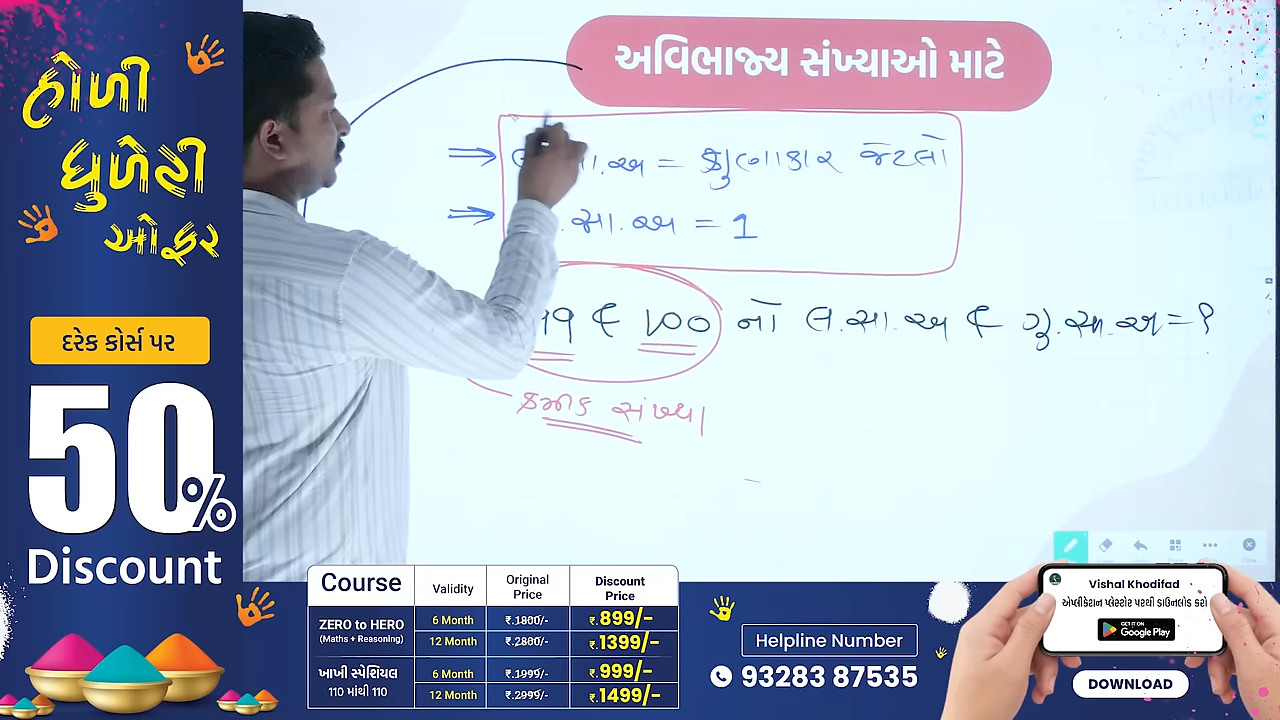 હોળી
ધુળેટી
ઓફર
દરેક કોર્સ પર
50%
Discount
અવિભાજ્ય સંખ્યાઓ માટે
⇒ સા.અ = ગુણાકાર જેટલો
⇒ .સા.અ = 1
૯ ને 100 નો લ.સા.અ ને ગુ.સા.અ = ?
ક્રમીક સંખ્યા
Course Validity Original Price Discount Price
ZERO to HERO (Maths + Reasoning)
6 Month ₹.1800/- ₹.899/-
12 Month ₹.2800/- ₹.1399/-
ખાખી સ્પેશિયલ 110 માંથી 110
6 Month ₹.1999/- ₹.999/-
12 Month ₹.2999/- ₹.1499/-
Helpline Number
93283 87535
Vishal Khodifad
એપ્લીકેશન પ્લેસ્ટોર પરથી ડાઉનલોડ કરો
GET IT ON
Google Play
DOWNLOAD